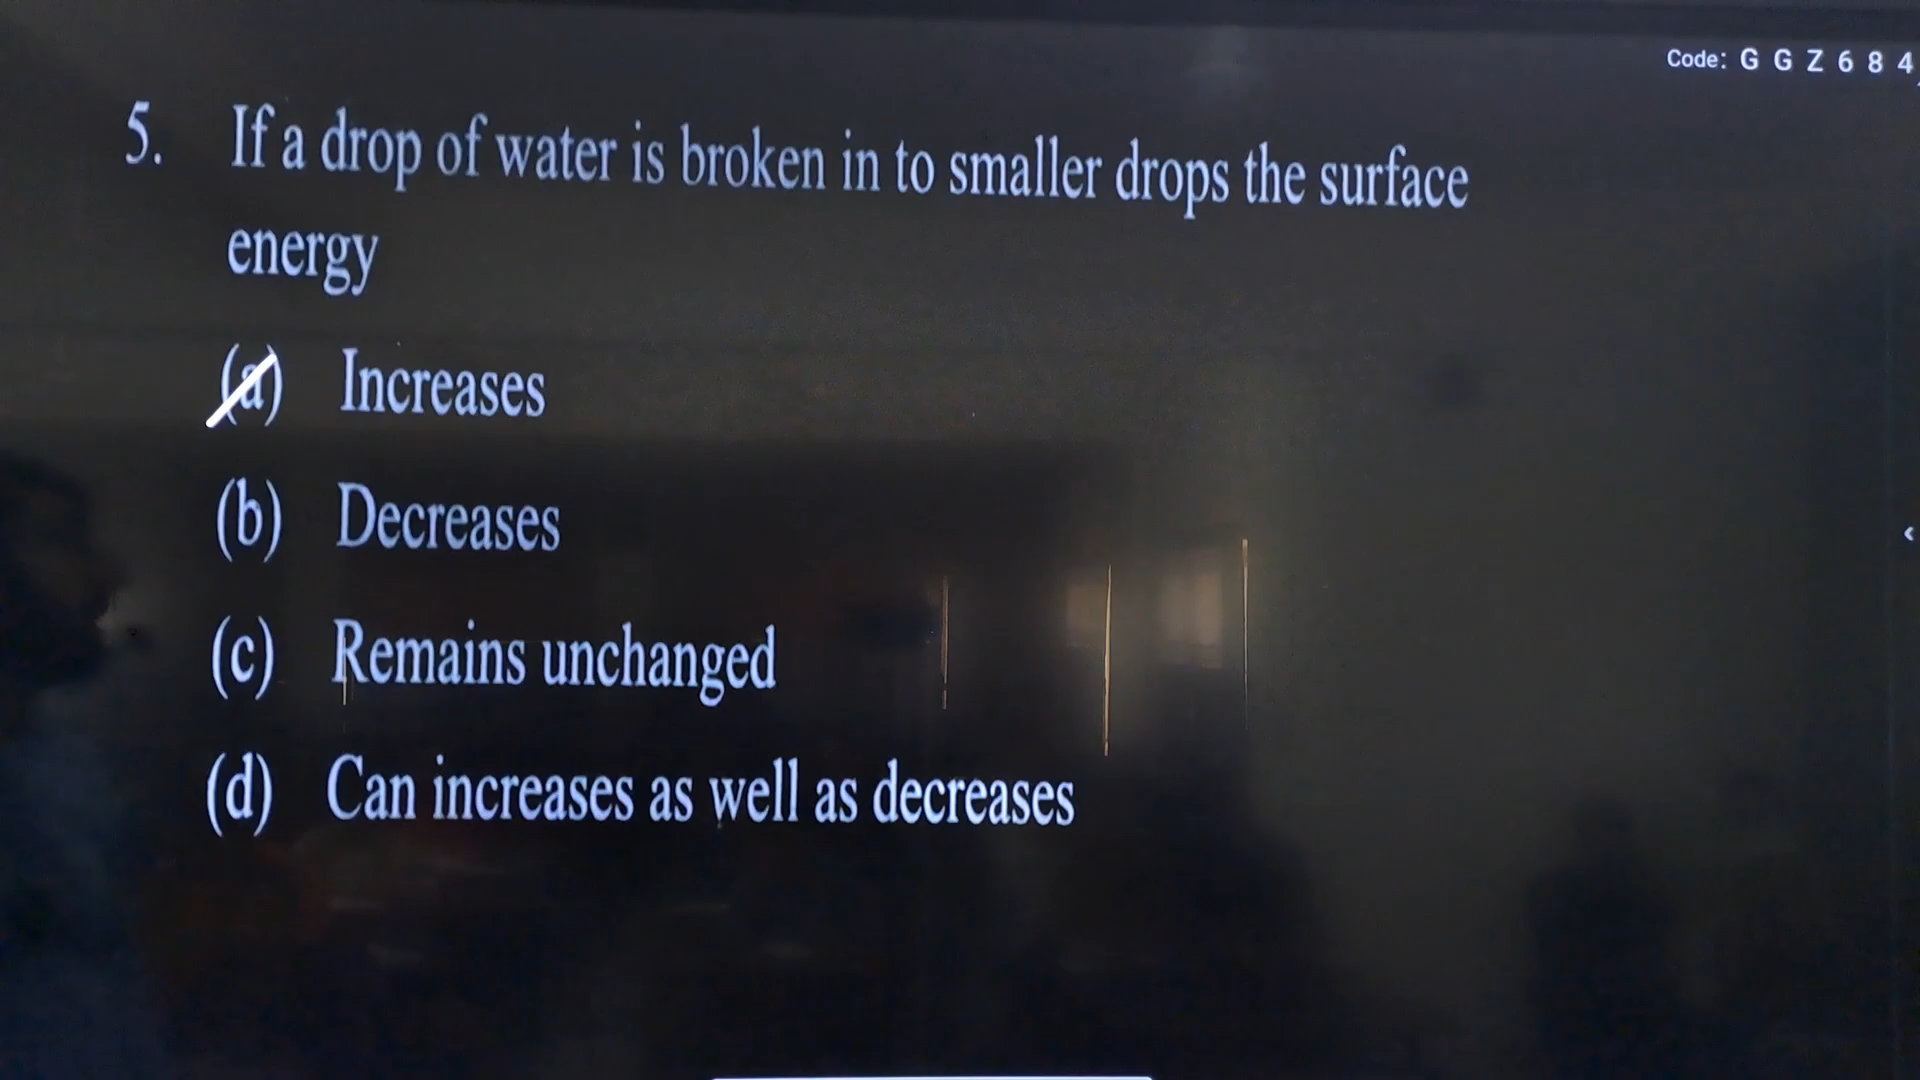 Code: G G Z 6 8 4
5. If a drop of water is broken in to smaller drops the surface
energy
(a) Increases
(b) Decreases
(c) Remains unchanged
(d) Can increases as well as decreases